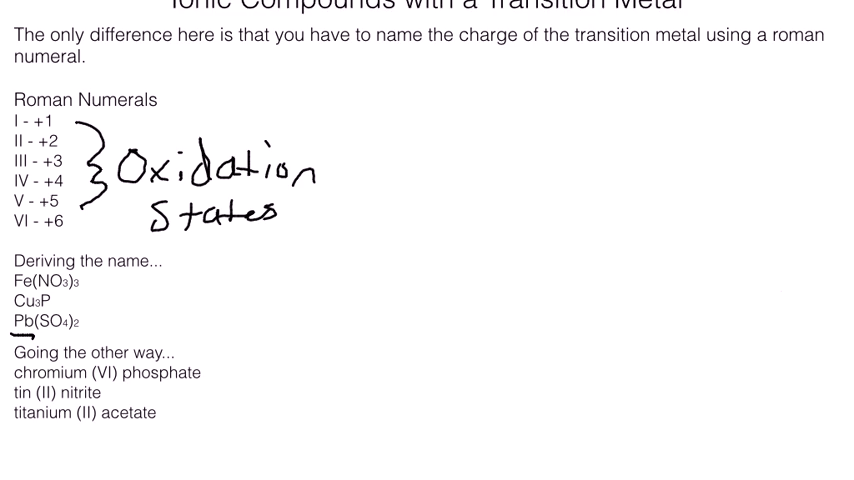 Ionic Compounds with a Transition Metal
The only difference here is that you have to name the charge of the transition metal using a roman
numeral.
Roman Numerals
I - +1
II - +2
III - +3
IV - +4
V - +5
VI - +6
Oxidation
States
Deriving the name...
Fe(NO₃)₃
Cu₃P
Pb(SO₄)₂
Going the other way...
chromium (VI) phosphate
tin (II) nitrite
titanium (II) acetate